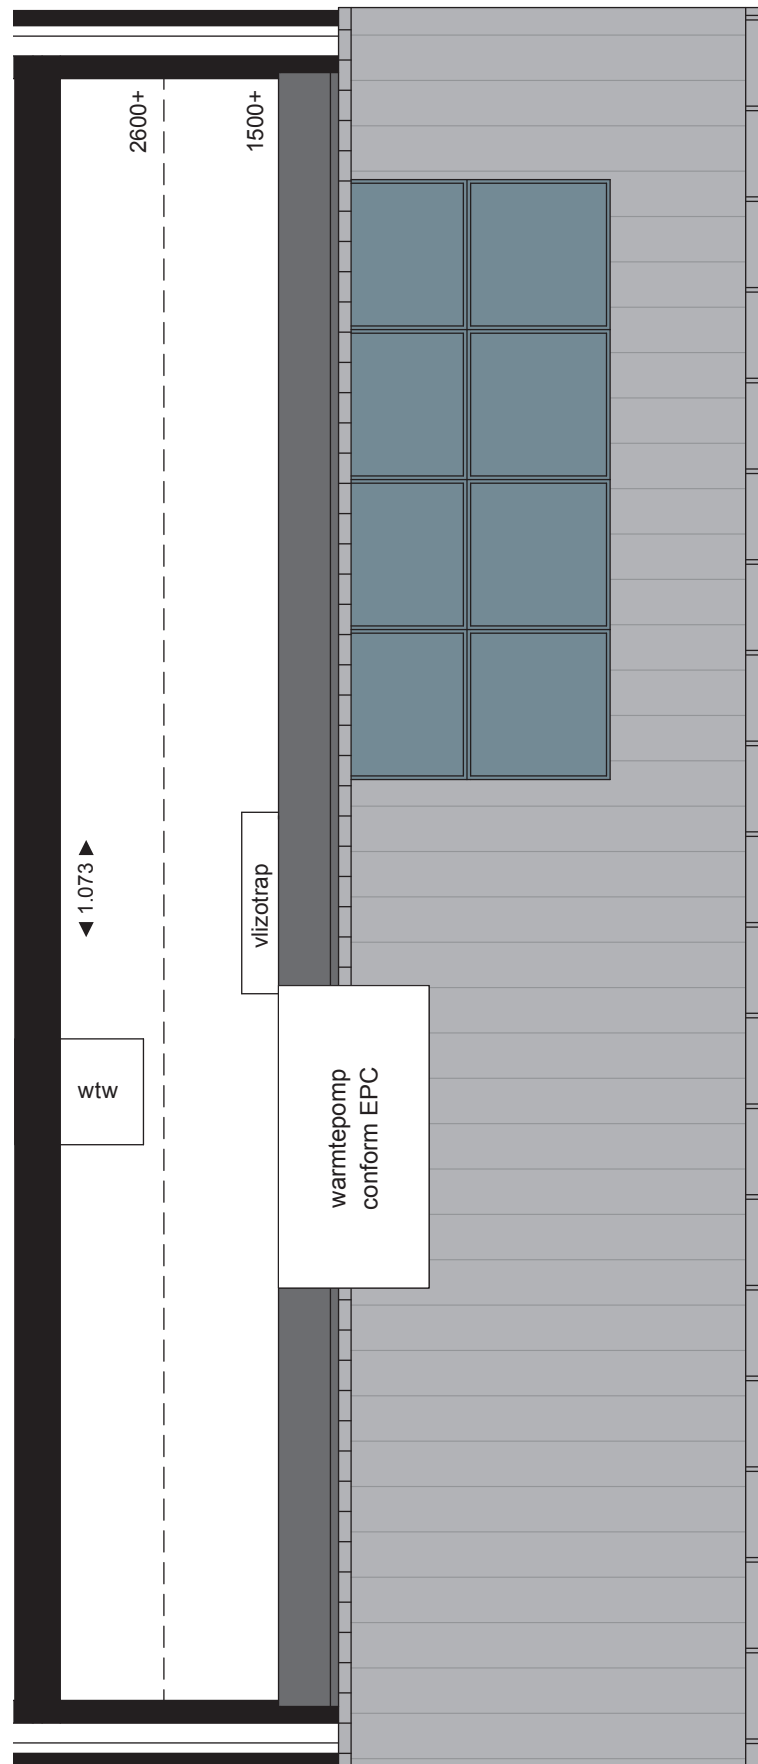 2600+
1500+
◄ 1.073 ►
vlizotrap
wtw
warmtepomp
conform EPC